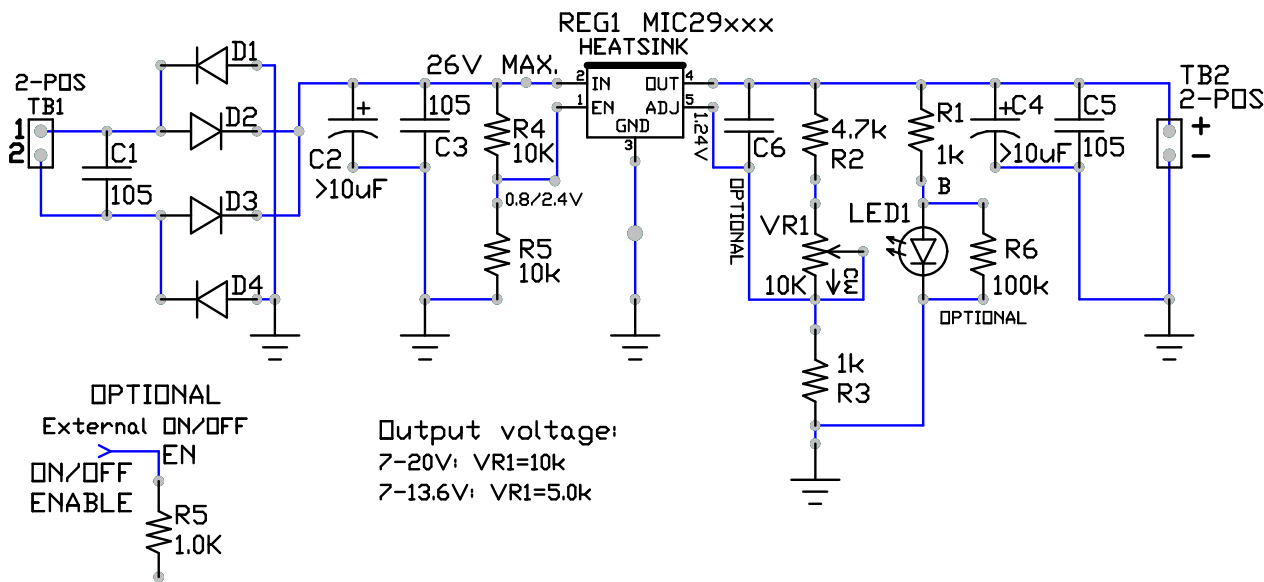 REG1 MIC29xxx
HEATSINK
26V MAX.
2-POS
TB1
1
2
D1
D2
D3
D4
C1
105
+
C2
>10uF
105
C3
R4
10K
0.8/2.4V
R5
10k
2
IN
1
EN
GND
3
OUT
4
ADJ
5
1.24V
C6
OPTIONAL
4.7k
R2
VR1
10K
CW
1k
R3
R1
1k
B
LED1
R6
100k
OPTIONAL
+
C4
>10uF
C5
105
TB2
2-POS
+
-
OPTIONAL
External ON/OFF
EN
ON/OFF
ENABLE
R5
1.0K
Output voltage:
7-20V: VR1=10k
7-13.6V: VR1=5.0k